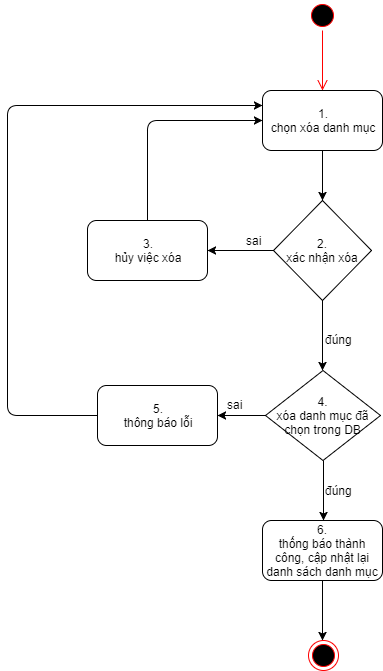 1.
chọn xóa danh mục
2.
xác nhận xóa
sai
3.
hủy việc xóa
đúng
4.
xóa danh mục đã
chọn trong DB
sai
5.
thông báo lỗi
đúng
6.
thống báo thành
công, cập nhật lại
danh sách danh mục